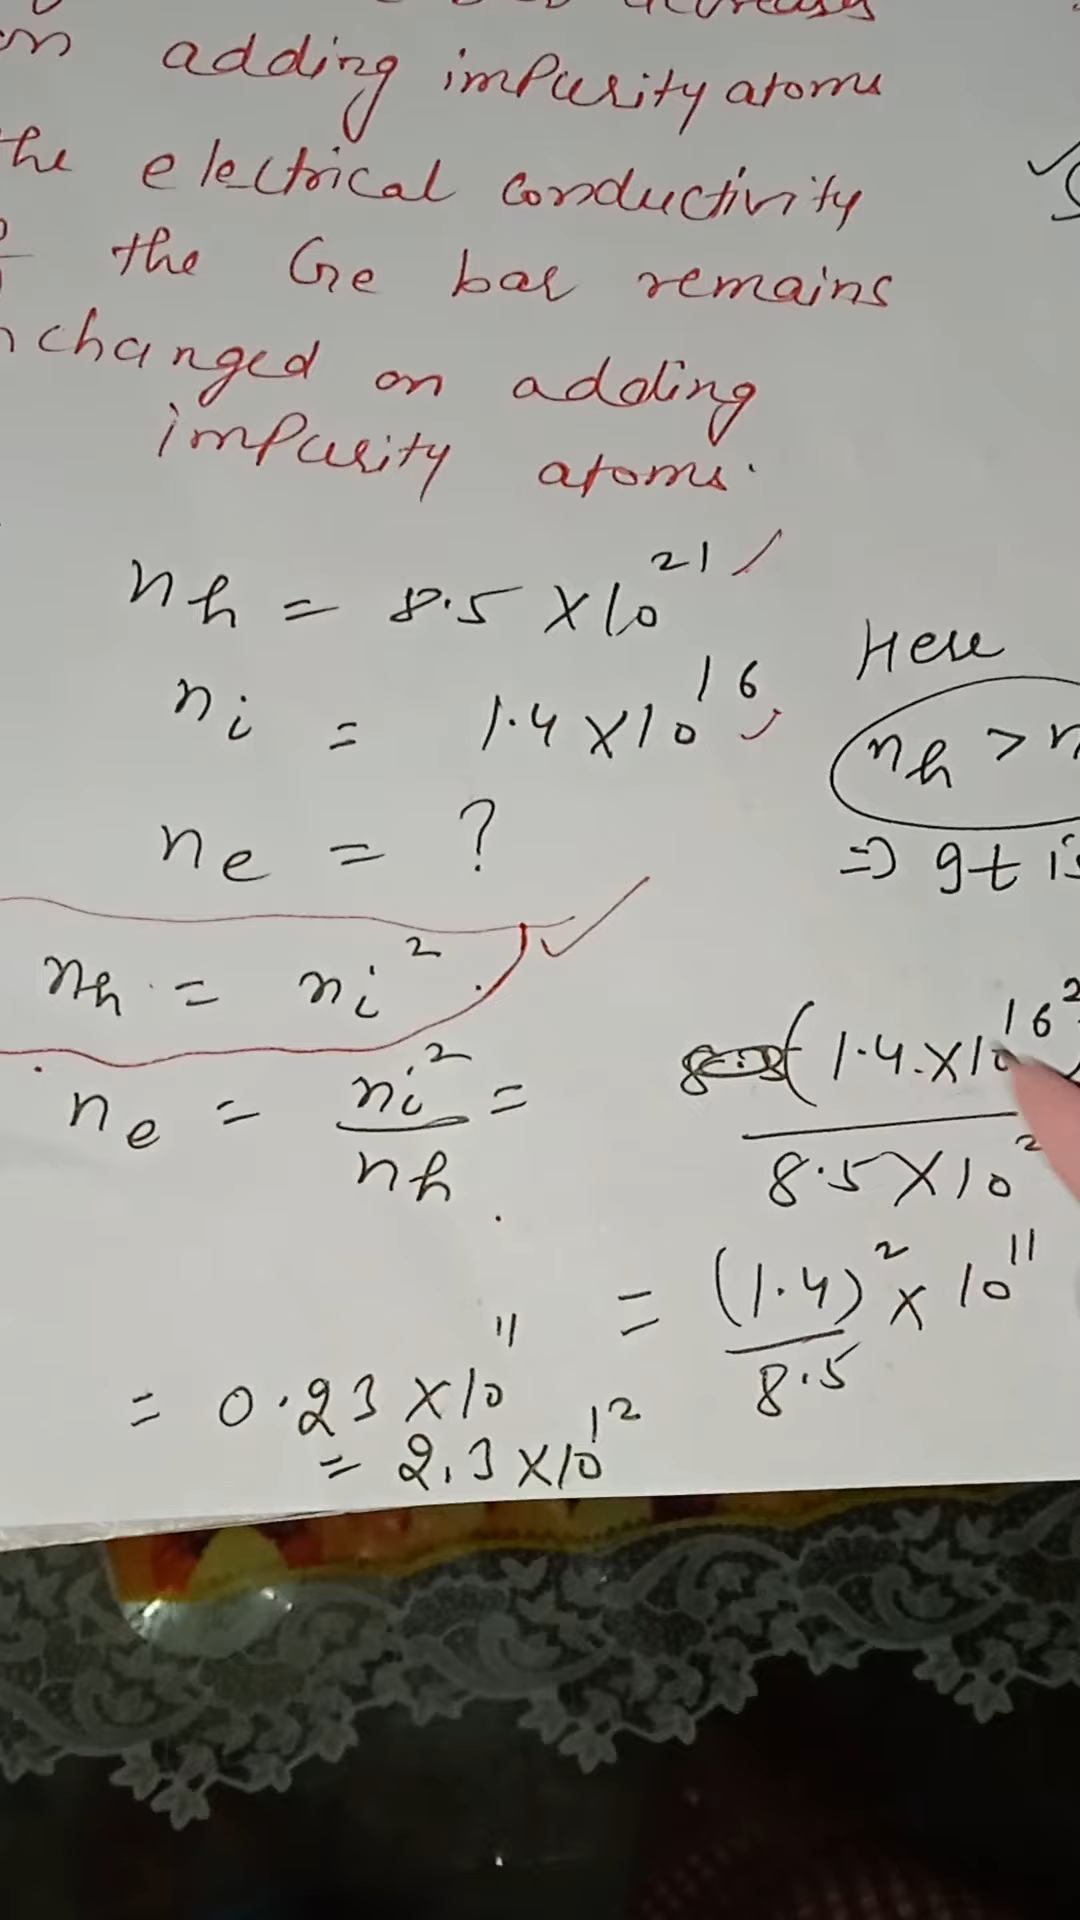 adding impurity atoms
the electrical conductivity
the Ge bar remains
changed on adding
impurity atoms.
nh = 8.5 × 10^21
ni = 1.4 × 10^16
Here
nh >
ne = ?
=) It is
nh = ni^2
ne = ni^2 / nh = (1.4 × 10^16)^2 / 8.5 × 10^2
= (1.4)^2 / 8.5 × 10^11
= 0.23 × 10^11
= 2.3 × 10^12